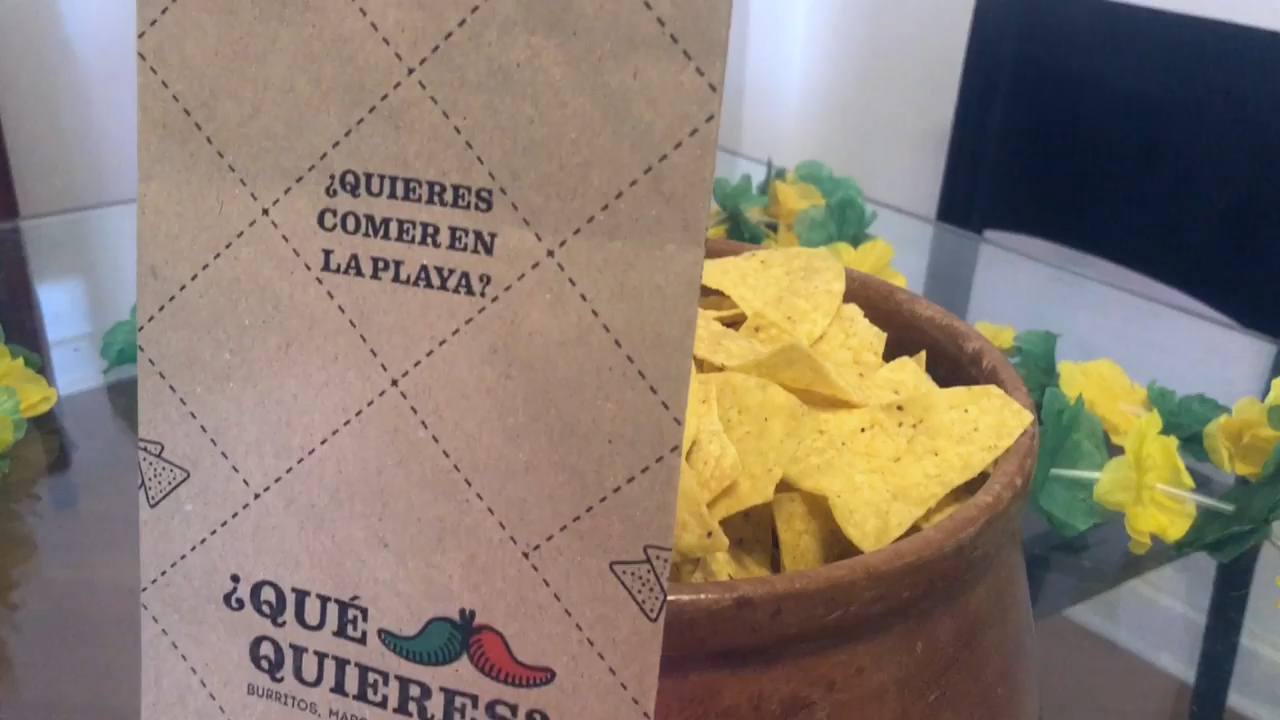 ¿QUIERES
COMER EN
LA PLAYA?
¿QUÉ
QUIERES?
BURRITOS,